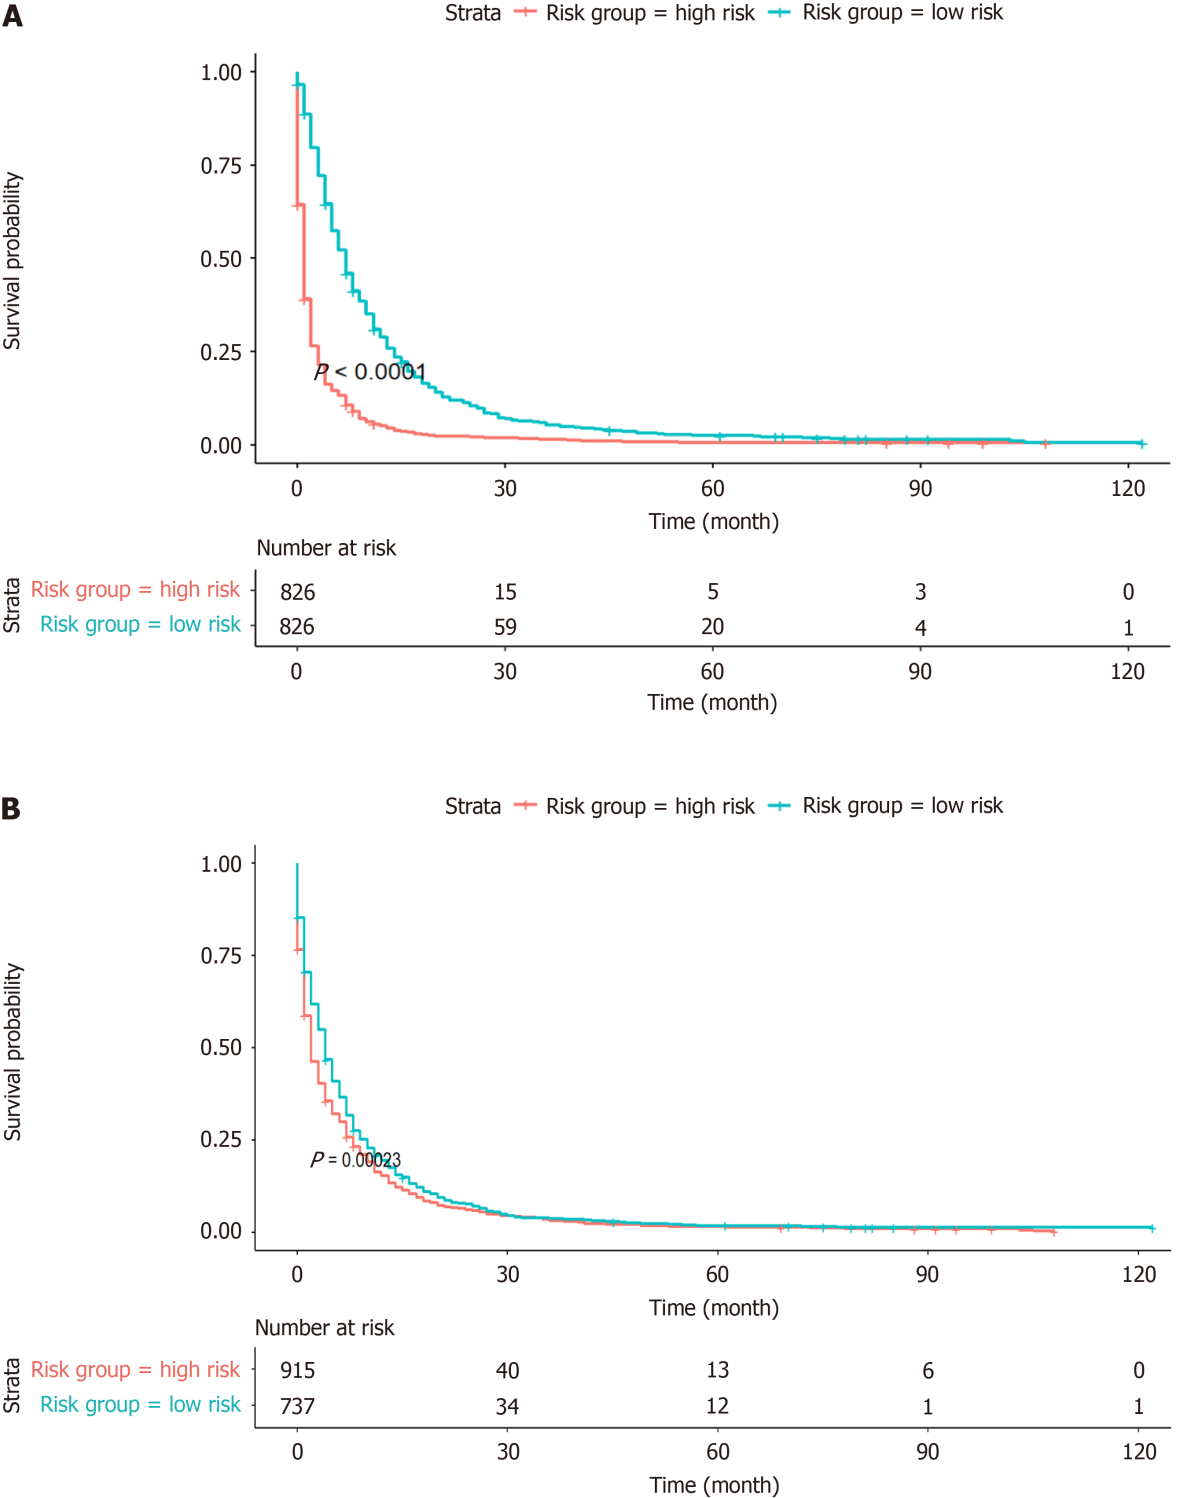 A
Strata Risk group = high risk Risk group = low risk
1.00
0.75
0.50
0.25
0.00
Survival probability
P < 0.0001
0 30 60 90 120
Time (month)
Number at risk
Strata
Risk group = high risk 826 15 5 3 0
Risk group = low risk 826 59 20 4 1
0 30 60 90 120
Time (month)
B
Strata Risk group = high risk Risk group = low risk
1.00
0.75
0.50
0.25
0.00
Survival probability
P = 0.00023
0 30 60 90 120
Time (month)
Number at risk
Strata
Risk group = high risk 915 40 13 6 0
Risk group = low risk 737 34 12 1 1
0 30 60 90 120
Time (month)